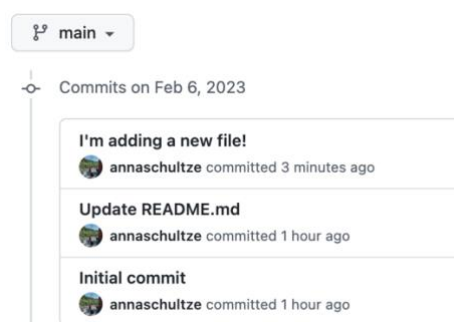 main
Commits on Feb 6, 2023
I'm adding a new file!
annaschultze committed 3 minutes ago
Update README.md
annaschultze committed 1 hour ago
Initial commit
annaschultze committed 1 hour ago